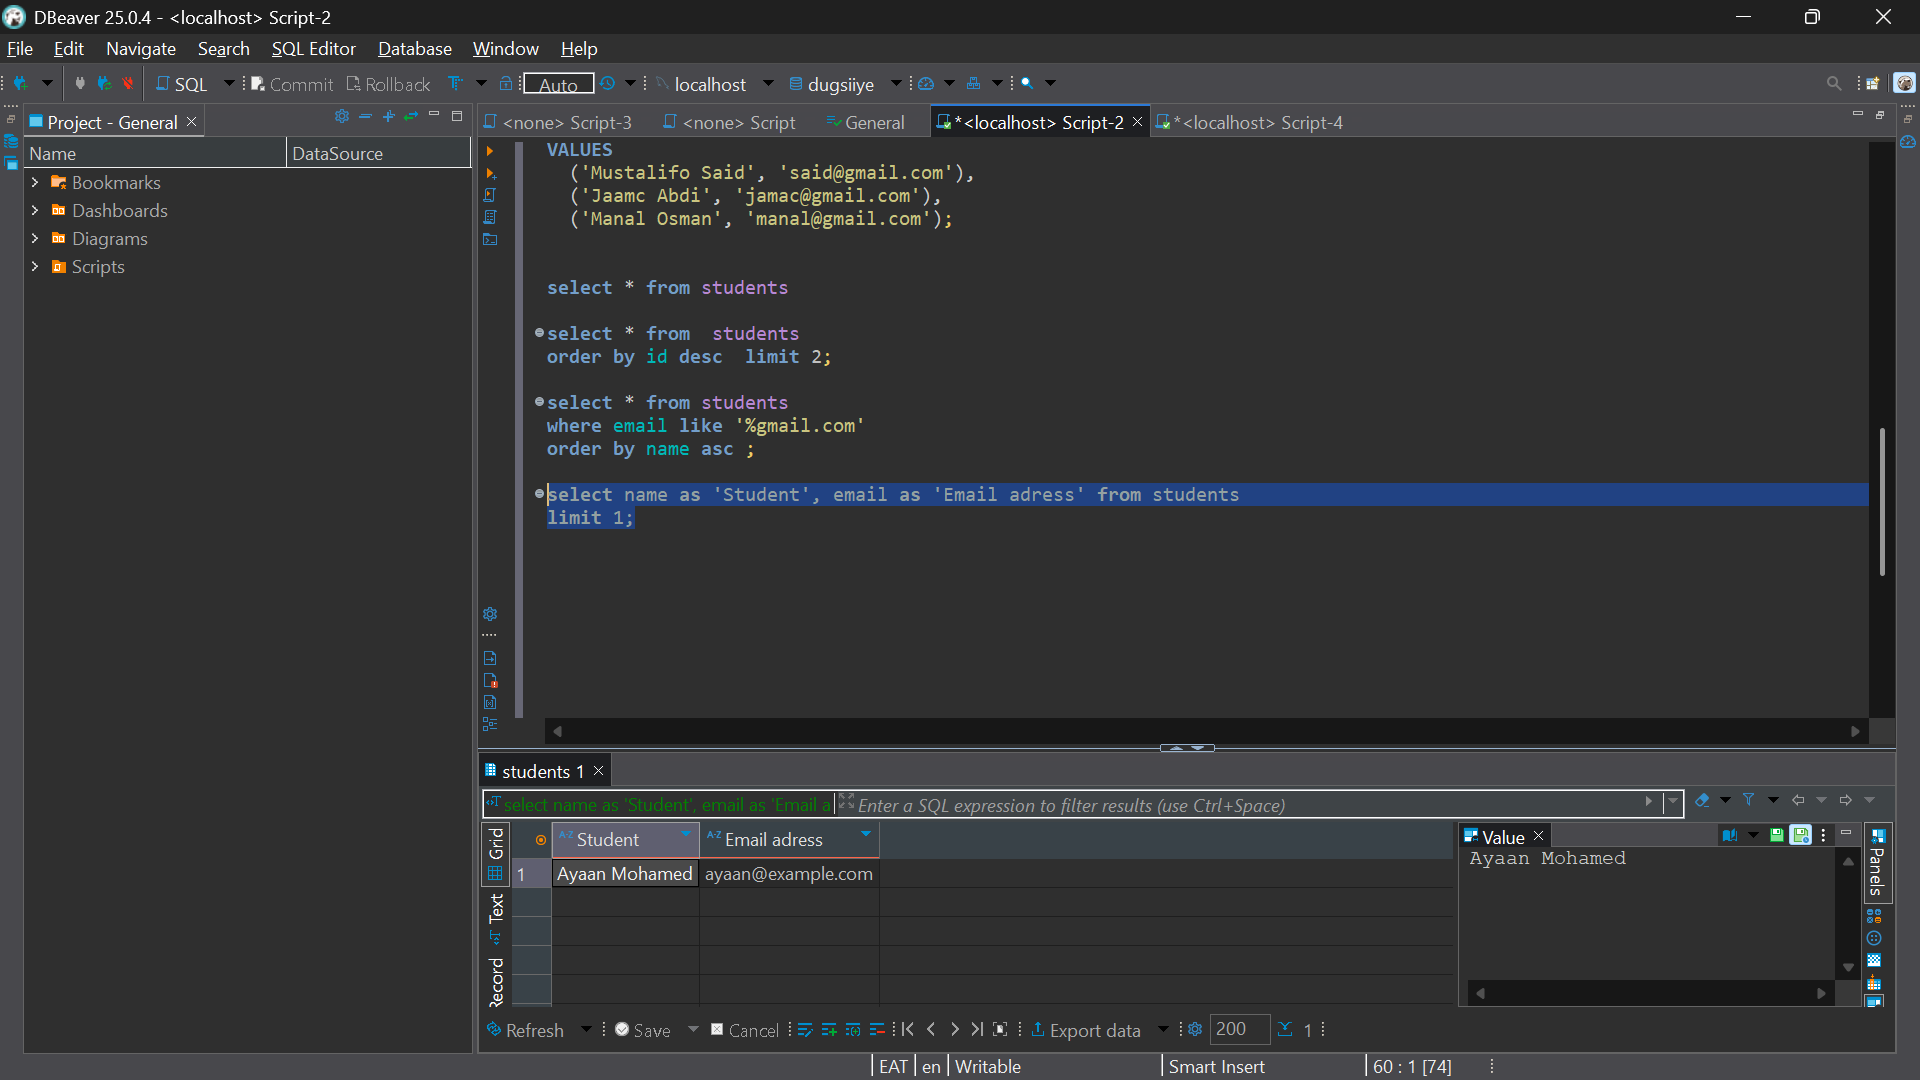 DBeaver 25.0.4 - <localhost> Script-2
File Edit Navigate Search SQL Editor Database Window Help
SQL Commit Rollback Auto localhost dugsiiye
Project - General
<none> Script-3 <none> Script General *<localhost> Script-2 *<localhost> Script-4
Name DataSource
Bookmarks
Dashboards
Diagrams
Scripts
VALUES
('Mustalifo Said', 'said@gmail.com'),
('Jaamc Abdi', 'jamac@gmail.com'),
('Manal Osman', 'manal@gmail.com');
select * from students
select * from  students
order by id desc  limit 2;
select * from students
where email like '%gmail.com'
order by name asc ;
select name as 'Student', email as 'Email adress' from students
limit 1;
students 1
select name as 'Student', email as 'Email a Enter a SQL expression to filter results (use Ctrl+Space)
Grid
Text
Record
A-Z Student A-Z Email adress
1 Ayaan Mohamed ayaan@example.com
Value
Ayaan Mohamed
Panels
Refresh Save Cancel Export data 200 1
EAT en Writable Smart Insert 60 : 1 [74]